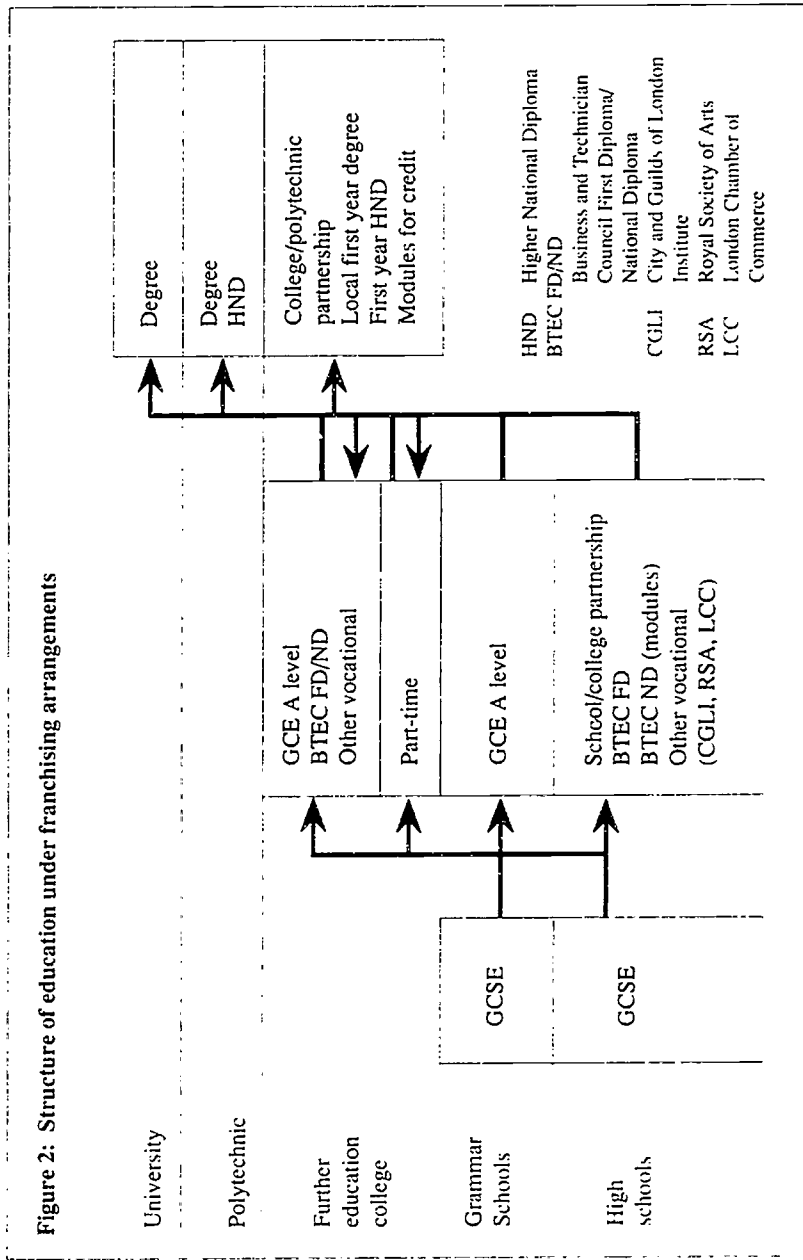 Figure 2: Structure of education under franchising arrangements
University
Polytechnic
Further
education
college
Grammar
Schools
High
schools
GCSE
GCSE
GCE A level
BTEC FD/ND
Other vocational
Part-time
GCE A level
School/college partnership
BTEC FD
BTEC ND (modules)
Other vocational
(CGLI, RSA, LCC)
Degree
Degree
HND
College/polytechnic
partnership
Local first year degree
First year HND
Modules for credit
HND Higher National Diploma
BTEC FD/ND
Business and Technician
Council First Diploma/
National Diploma
CGLI City and Guilds of London
Institute
RSA Royal Society of Arts
LCC London Chamber of
Commerce